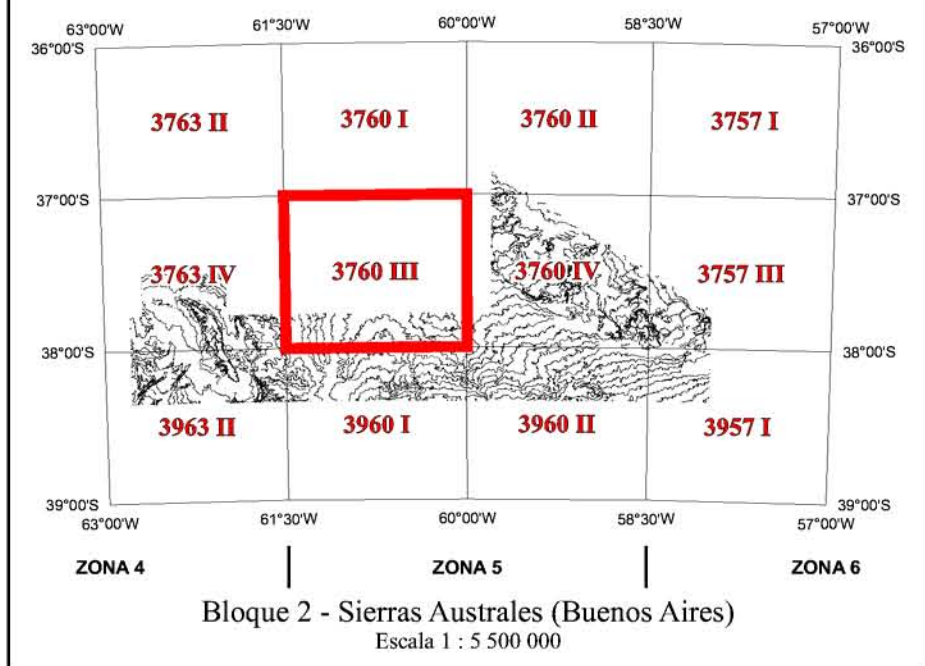 63°00'W 61°30'W 60°00'W 58°30'W 57°00'W
36°00'S 36°00'S
3763 II 3760 I 3760 II 3757 I
37°00'S 37°00'S
3763 IV 3760 III 3760 IV 3757 III
38°00'S 38°00'S
3963 II 3960 I 3960 II 3957 I
39°00'S 39°00'S
63°00'W 61°30'W 60°00'W 58°30'W 57°00'W
ZONA 4 ZONA 5 ZONA 6
Bloque 2 - Sierras Australes (Buenos Aires)
Escala 1 : 5 500 000